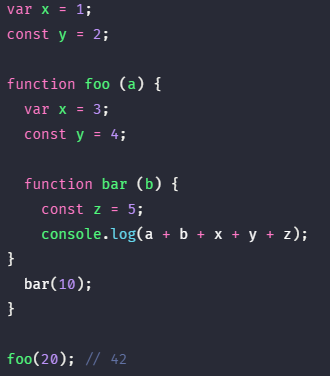 var x = 1;
const y = 2;

function foo (a) {
  var x = 3;
  const y = 4;

  function bar (b) {
    const z = 5;
    console.log(a + b + x + y + z);
}
  bar(10);
}

foo(20); // 42